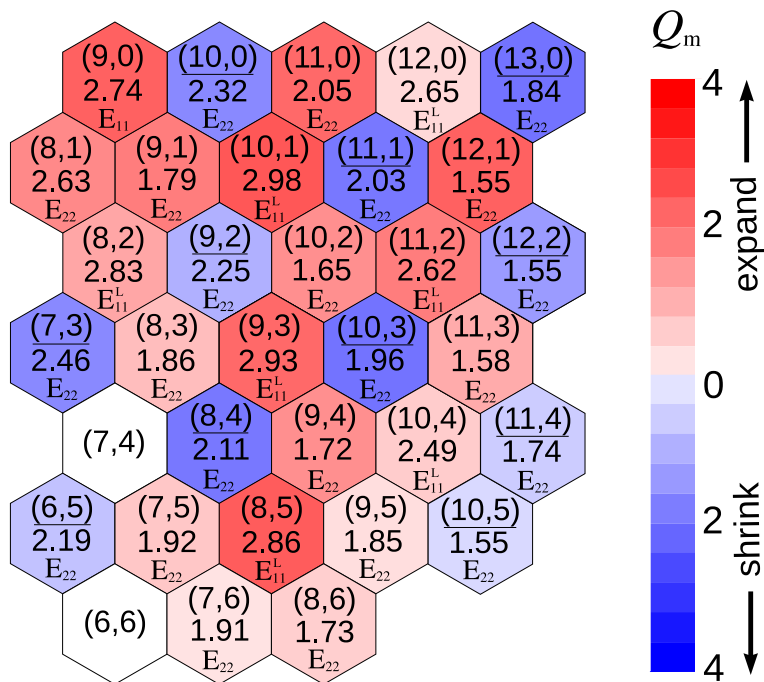 (9,0) (10,0) (11,0) (12,0) (13,0)
2.74 2.32 2.05 2.65 1.84
E₁₁ E₂₂ E₂₂ E₁₁ᴸ E₂₂
(8,1) (9,1) (10,1) (11,1) (12,1)
2.63 1.79 2.98 2.03 1.55
E₂₂ E₂₂ E₁₁ᴸ E₂₂ E₂₂
(8,2) (9,2) (10,2) (11,2) (12,2)
2.83 2.25 1.65 2.62 1.55
E₁₁ᴸ E₂₂ E₂₂ E₁₁ᴸ E₂₂
(7,3) (8,3) (9,3) (10,3) (11,3)
2.46 1.86 2.93 1.96 1.58
E₂₂ E₂₂ E₁₁ᴸ E₂₂ E₂₂
(7,4) (8,4) (9,4) (10,4) (11,4)
2.11 1.72 2.49 1.74
E₂₂ E₂₂ E₁₁ᴸ E₂₂
(6,5) (7,5) (8,5) (9,5) (10,5)
2.19 1.92 2.86 1.85 1.55
E₂₂ E₂₂ E₁₁ᴸ E₂₂ E₂₂
(6,6) (7,6) (8,6)
1.91 1.73
E₂₂ E₂₂
Qₘ
4
2
0
2
4
expand
shrink